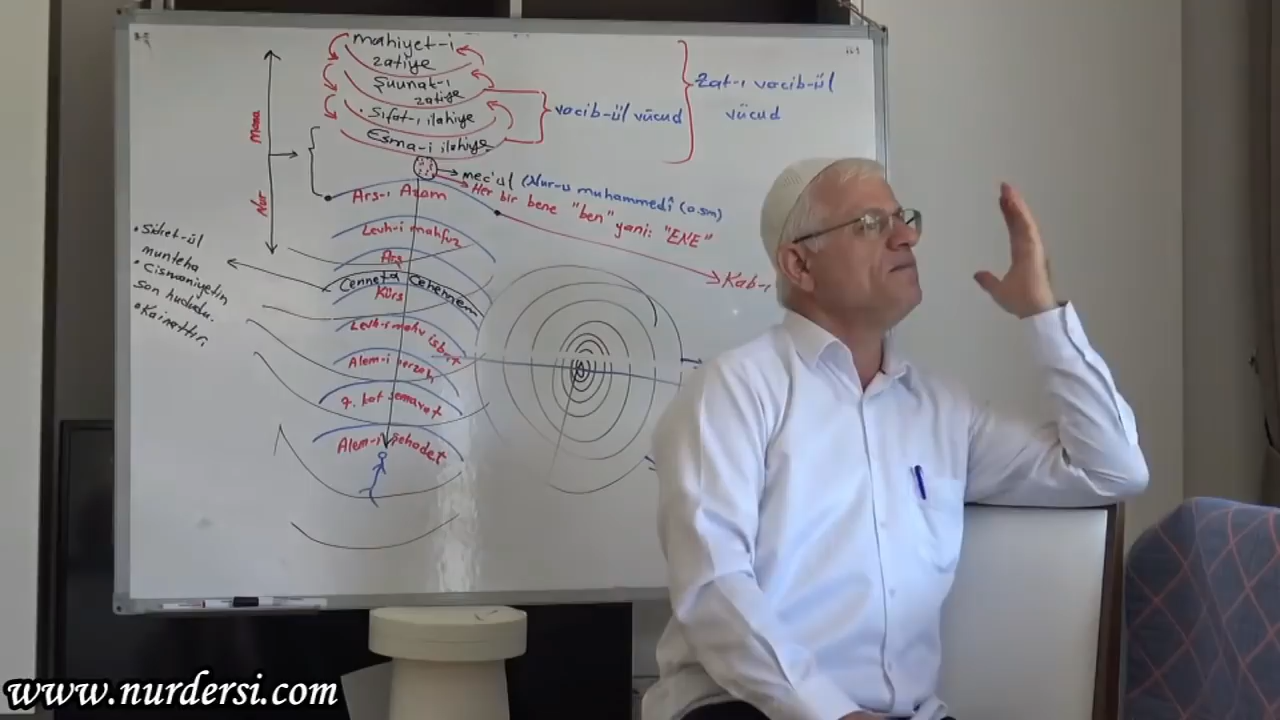 mahiyet-i
zatiye
Şuunat-ı
zatiye
Sıfat-ı ilahiye
Esma-i ilahiye
vacib-ül vücud
Zat-ı vacib-ül
vücud
Mana
Nur
mec'ul (Nur-u muhammedî (a.sm)
Her bir bene "ben" yani: "ENE"
Kab-ı
Ars-ı Azam
Levh-i mahfuz
Arş
Cennet Cehennem
Kürs
Levh-i mahv isbat
Alem-i berzah
7. kat semavat
Alem-i şehadet
• Sidret-ül
munteha
• Cismaniyetin
son hududu.
• Kainattır,
www.nurdersi.com